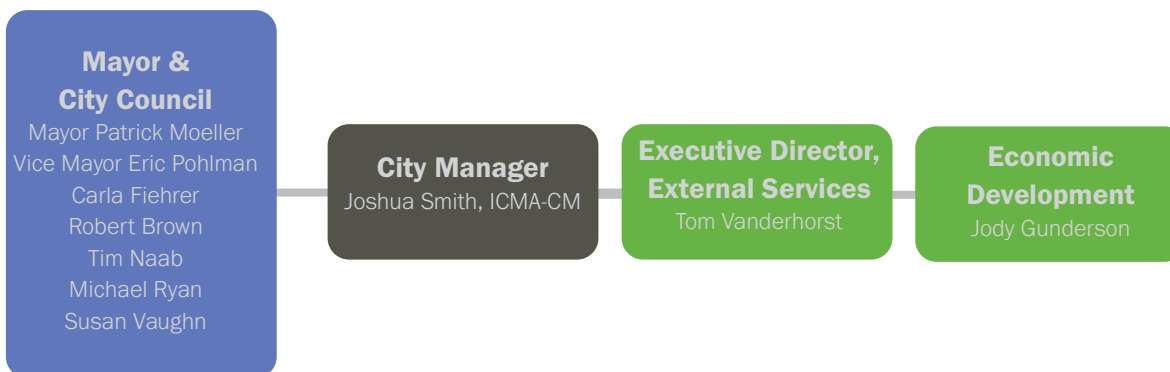 Mayor &
City Council
Mayor Patrick Moeller
Vice Mayor Eric Pohlman
Carla Fiehrer
Robert Brown
Tim Naab
Michael Ryan
Susan Vaughn
City Manager
Joshua Smith, ICMA-CM
Executive Director,
External Services
Tom Vanderhorst
Economic
Development
Jody Gunderson